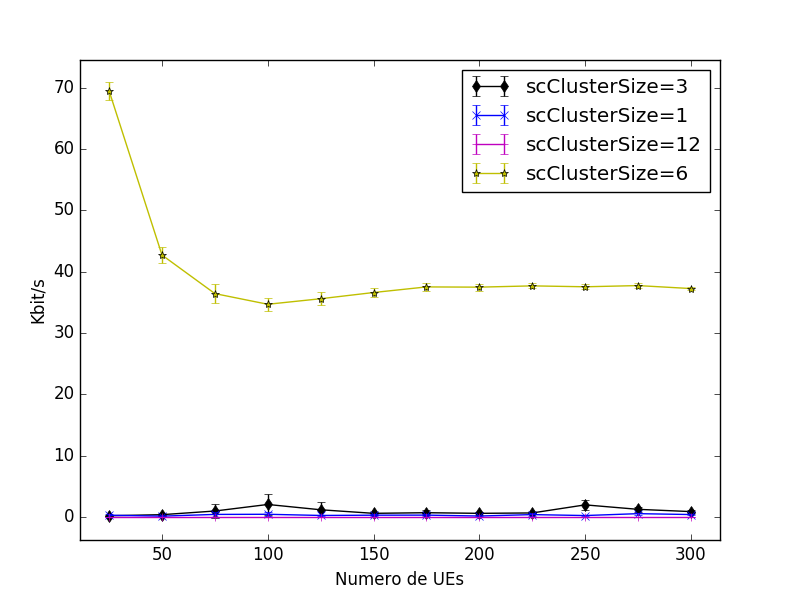 scClusterSize=3
scClusterSize=1
scClusterSize=12
scClusterSize=6
70
60
50
40
30
20
10
0
Kbit/s
50 100 150 200 250 300
Numero de UEs